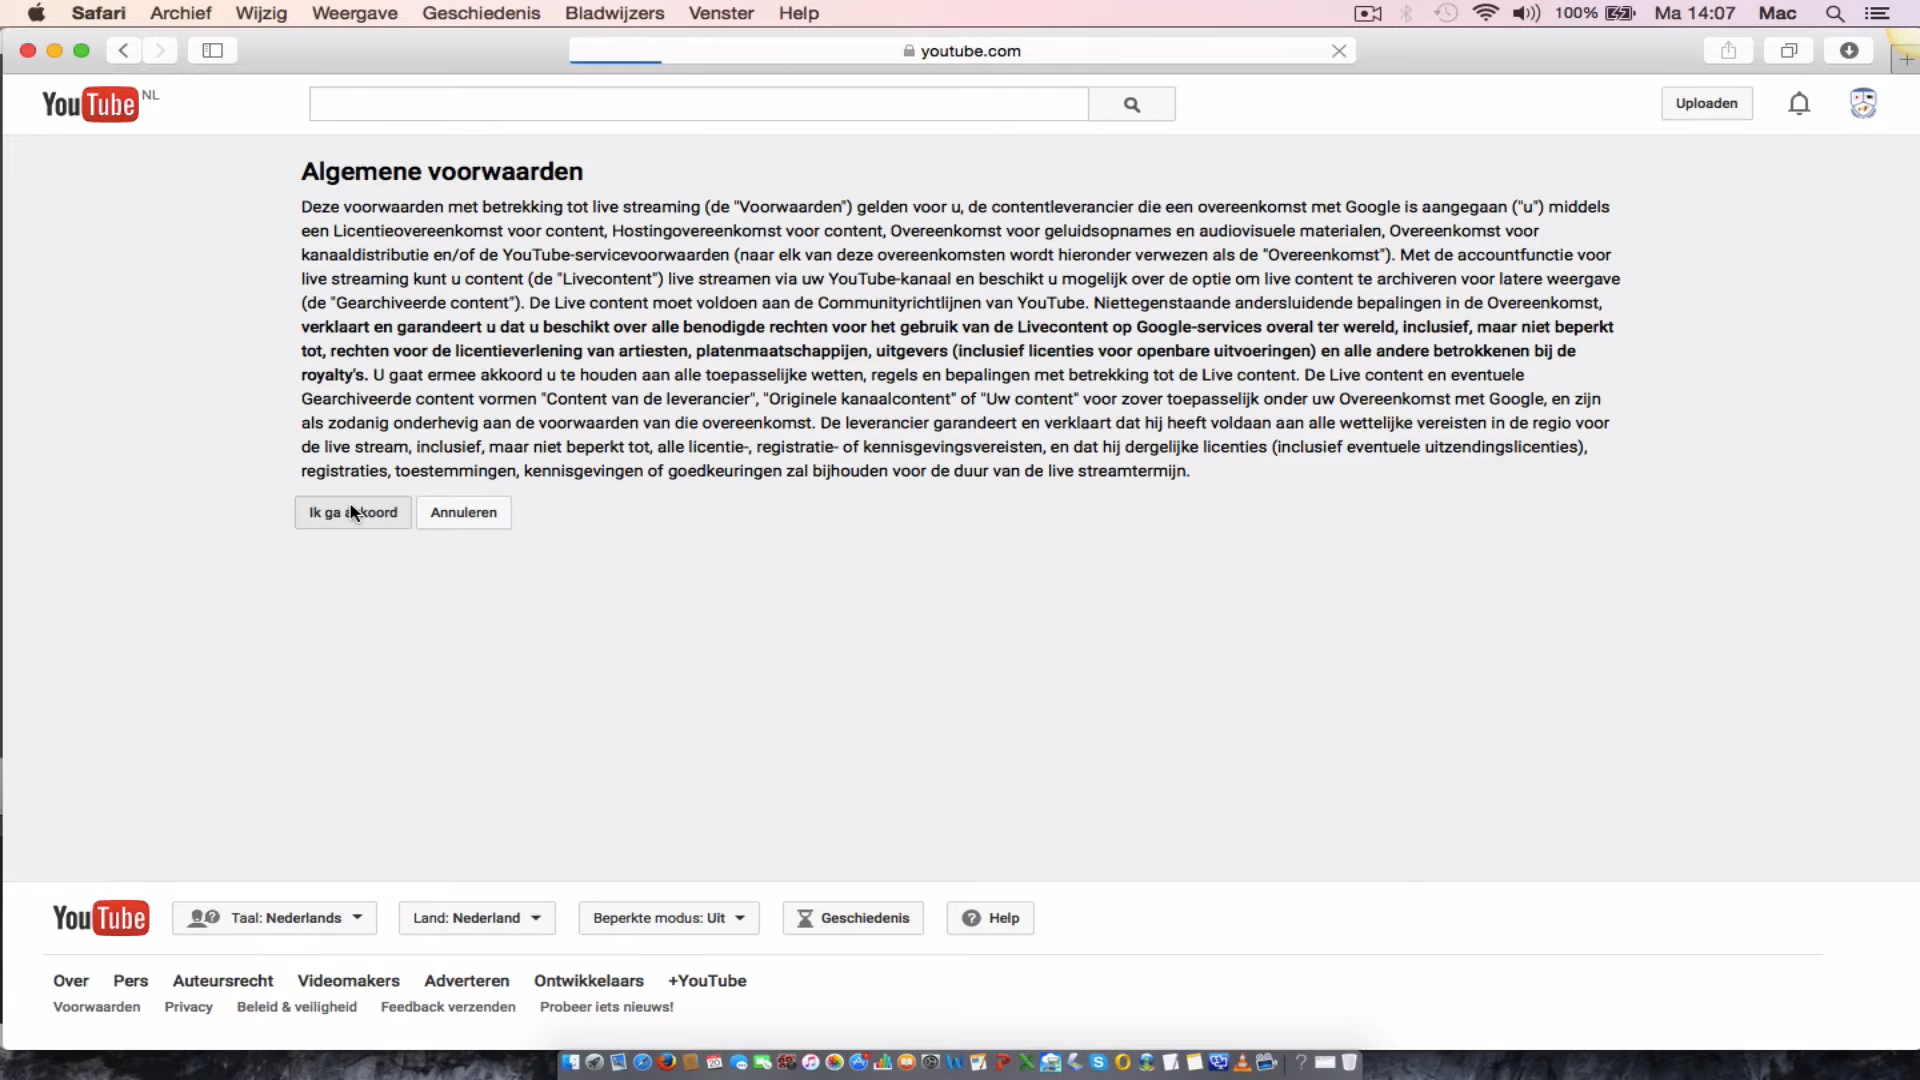 Safari Archief Wijzig Weergave Geschiedenis Bladwijzers Venster Help 100% Ma 14:07 Mac
youtube.com
YouTube NL Uploaden
Algemene voorwaarden
Deze voorwaarden met betrekking tot live streaming (de "Voorwaarden") gelden voor u, de contentleverancier die een overeenkomst met Google is aangegaan ("u") middels
een Licentieovereenkomst voor content, Hostingovereenkomst voor content, Overeenkomst voor geluidsopnames en audiovisuele materialen, Overeenkomst voor
kanaaldistributie en/of de YouTube-servicevoorwaarden (naar elk van deze overeenkomsten wordt hieronder verwezen als de "Overeenkomst"). Met de accountfunctie voor
live streaming kunt u content (de "Livecontent") live streamen via uw YouTube-kanaal en beschikt u mogelijk over de optie om live content te archiveren voor latere weergave
(de "Gearchiveerde content"). De Live content moet voldoen aan de Communityrichtlijnen van YouTube. Niettegenstaande andersluidende bepalingen in de Overeenkomst,
verklaart en garandeert u dat u beschikt over alle benodigde rechten voor het gebruik van de Livecontent op Google-services overal ter wereld, inclusief, maar niet beperkt
tot, rechten voor de licentieverlening van artiesten, platenmaatschappijen, uitgevers (inclusief licenties voor openbare uitvoeringen) en alle andere betrokkenen bij de
royalty's. U gaat ermee akkoord u te houden aan alle toepasselijke wetten, regels en bepalingen met betrekking tot de Live content. De Live content en eventuele
Gearchiveerde content vormen "Content van de leverancier", "Originele kanaalcontent" of "Uw content" voor zover toepasselijk onder uw Overeenkomst met Google, en zijn
als zodanig onderhevig aan de voorwaarden van die overeenkomst. De leverancier garandeert en verklaart dat hij heeft voldaan aan alle wettelijke vereisten in de regio voor
de live stream, inclusief, maar niet beperkt tot, alle licentie-, registratie- of kennisgevingsvereisten, en dat hij dergelijke licenties (inclusief eventuele uitzendingslicenties),
registraties, toestemmingen, kennisgevingen of goedkeuringen zal bijhouden voor de duur van de live streamtermijn.
Ik ga akkoord Annuleren
YouTube Taal: Nederlands Land: Nederland Beperkte modus: Uit Geschiedenis Help
Over Pers Auteursrecht Videomakers Adverteren Ontwikkelaars +YouTube
Voorwaarden Privacy Beleid & veiligheid Feedback verzenden Probeer iets nieuws!